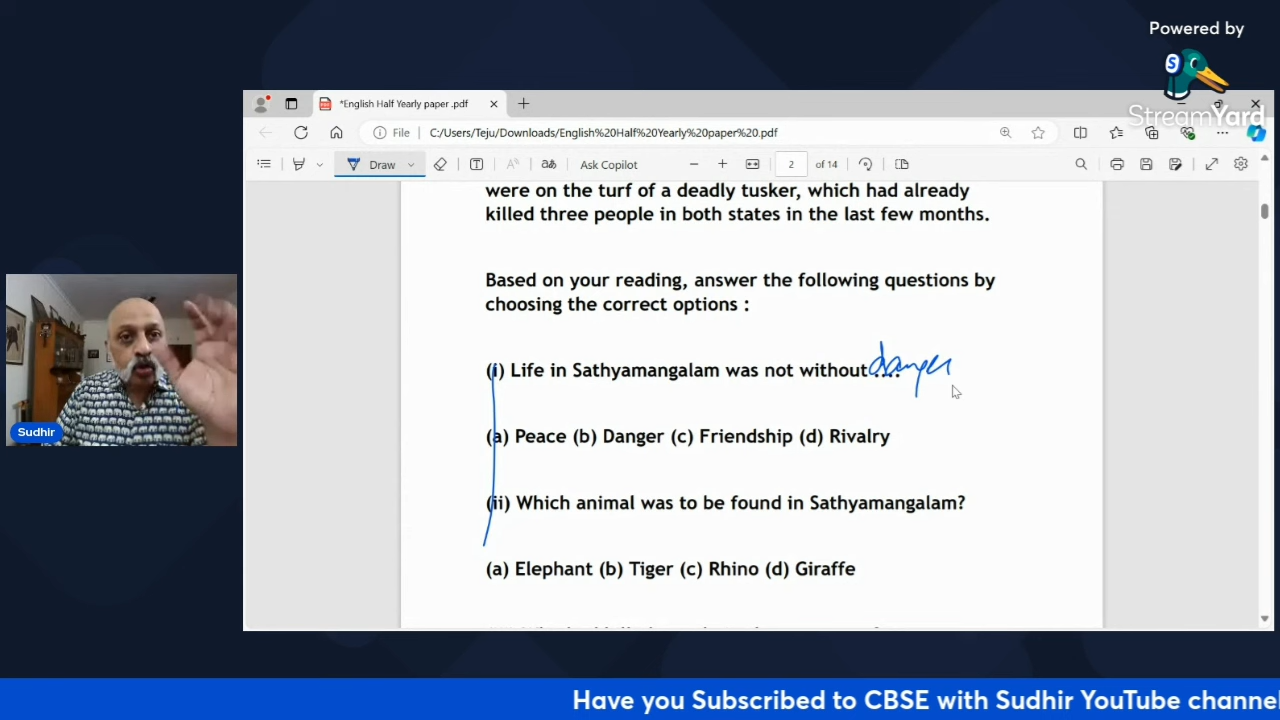 Powered by
S
StreamYard
*English Half Yearly paper .pdf
File
C:/Users/Teju/Downloads/English%20Half%20Yearly%20paper%20.pdf
Draw
Ask Copilot
2
of 14
were on the turf of a deadly tusker, which had already
killed three people in both states in the last few months.
Based on your reading, answer the following questions by
choosing the correct options :
(i) Life in Sathyamangalam was not without .... danger
(a) Peace (b) Danger (c) Friendship (d) Rivalry
(ii) Which animal was to be found in Sathyamangalam?
(a) Elephant (b) Tiger (c) Rhino (d) Giraffe
Sudhir
Have you Subscribed to CBSE with Sudhir YouTube channe